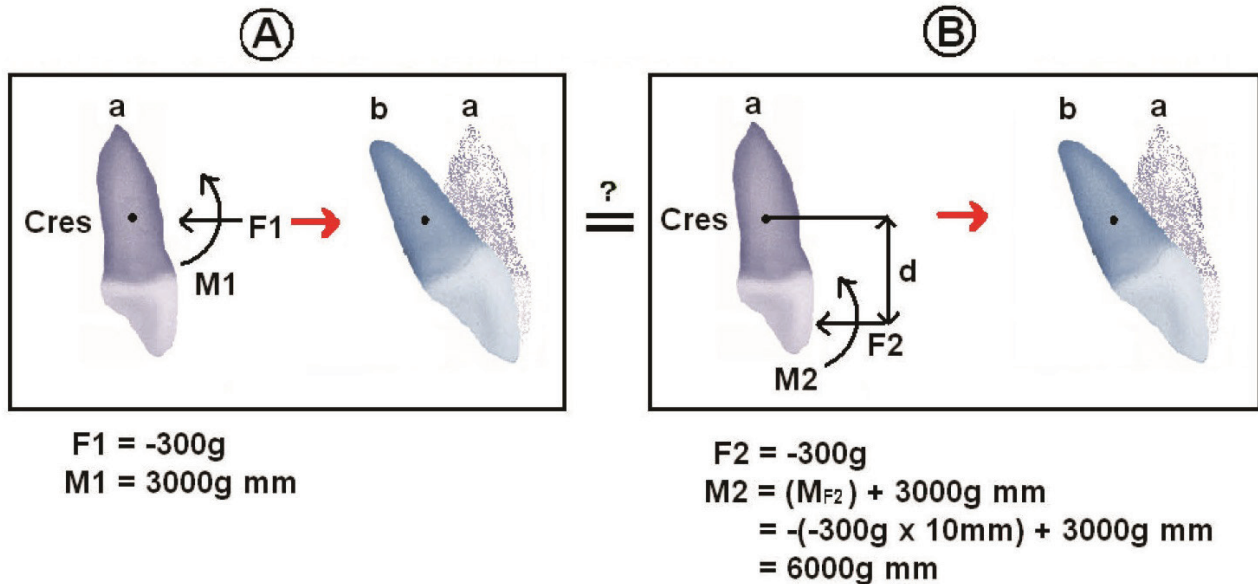 A
B
a
b
a
Cres
F1
M1
?
a
b
a
Cres
d
F2
M2
F1 = -300g
M1 = 3000g mm
F2 = -300g
M2 = (MF2) + 3000g mm
= -(-300g x 10mm) + 3000g mm
= 6000g mm